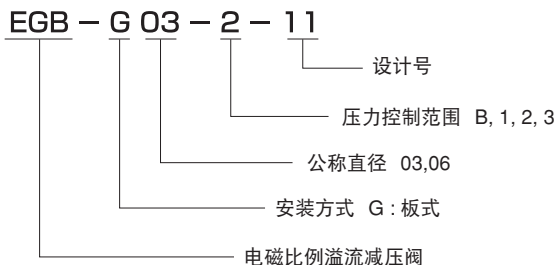 EGB－G 03－2－11
设计号
压力控制范围 B, 1, 2, 3
公称直径 03,06
安装方式 G : 板式
电磁比例溢流减压阀